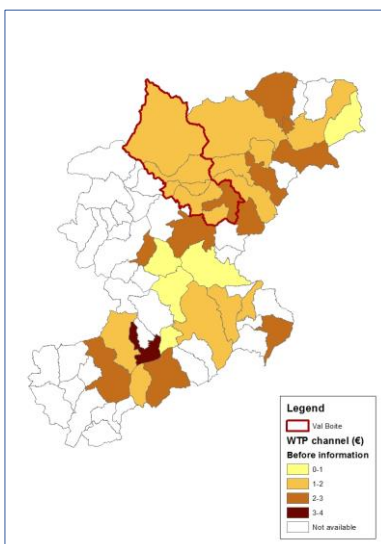 Legend
Val Boite
WTP channel (€)
Before information
0-1
1-2
2-3
3-4
Not available